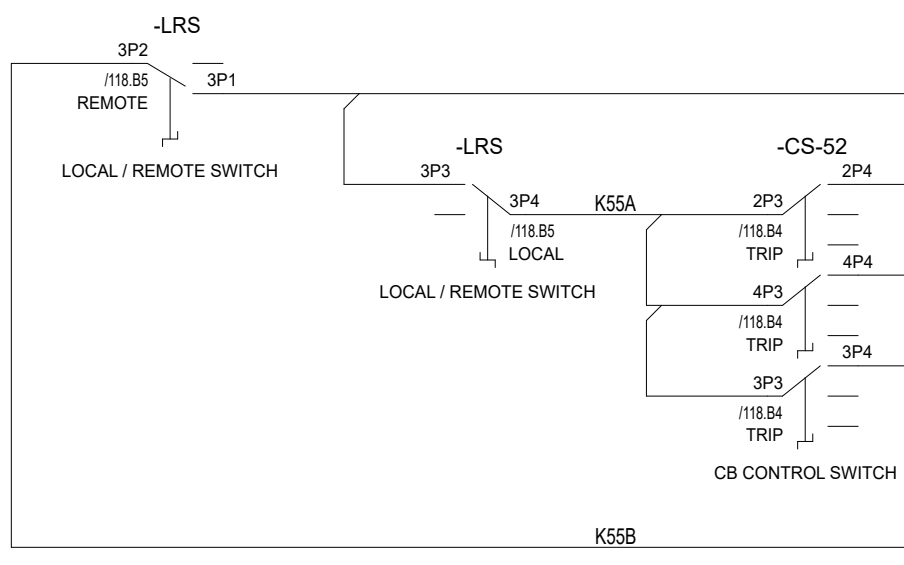 -LRS
3P2
/118.B5
3P1
REMOTE
LOCAL / REMOTE SWITCH
-LRS
-CS-52
3P3
2P4
3P4
K55A
2P3
/118.B5
/118.B4
LOCAL
TRIP
4P4
LOCAL / REMOTE SWITCH
4P3
/118.B4
TRIP
3P4
3P3
/118.B4
TRIP
CB CONTROL SWITCH
K55B